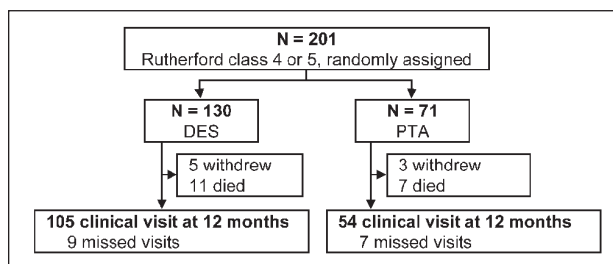 N = 201
Rutherford class 4 or 5, randomly assigned
N = 130
DES
N = 71
PTA
5 withdrew
11 died
3 withdrew
7 died
105 clinical visit at 12 months
9 missed visits
54 clinical visit at 12 months
7 missed visits